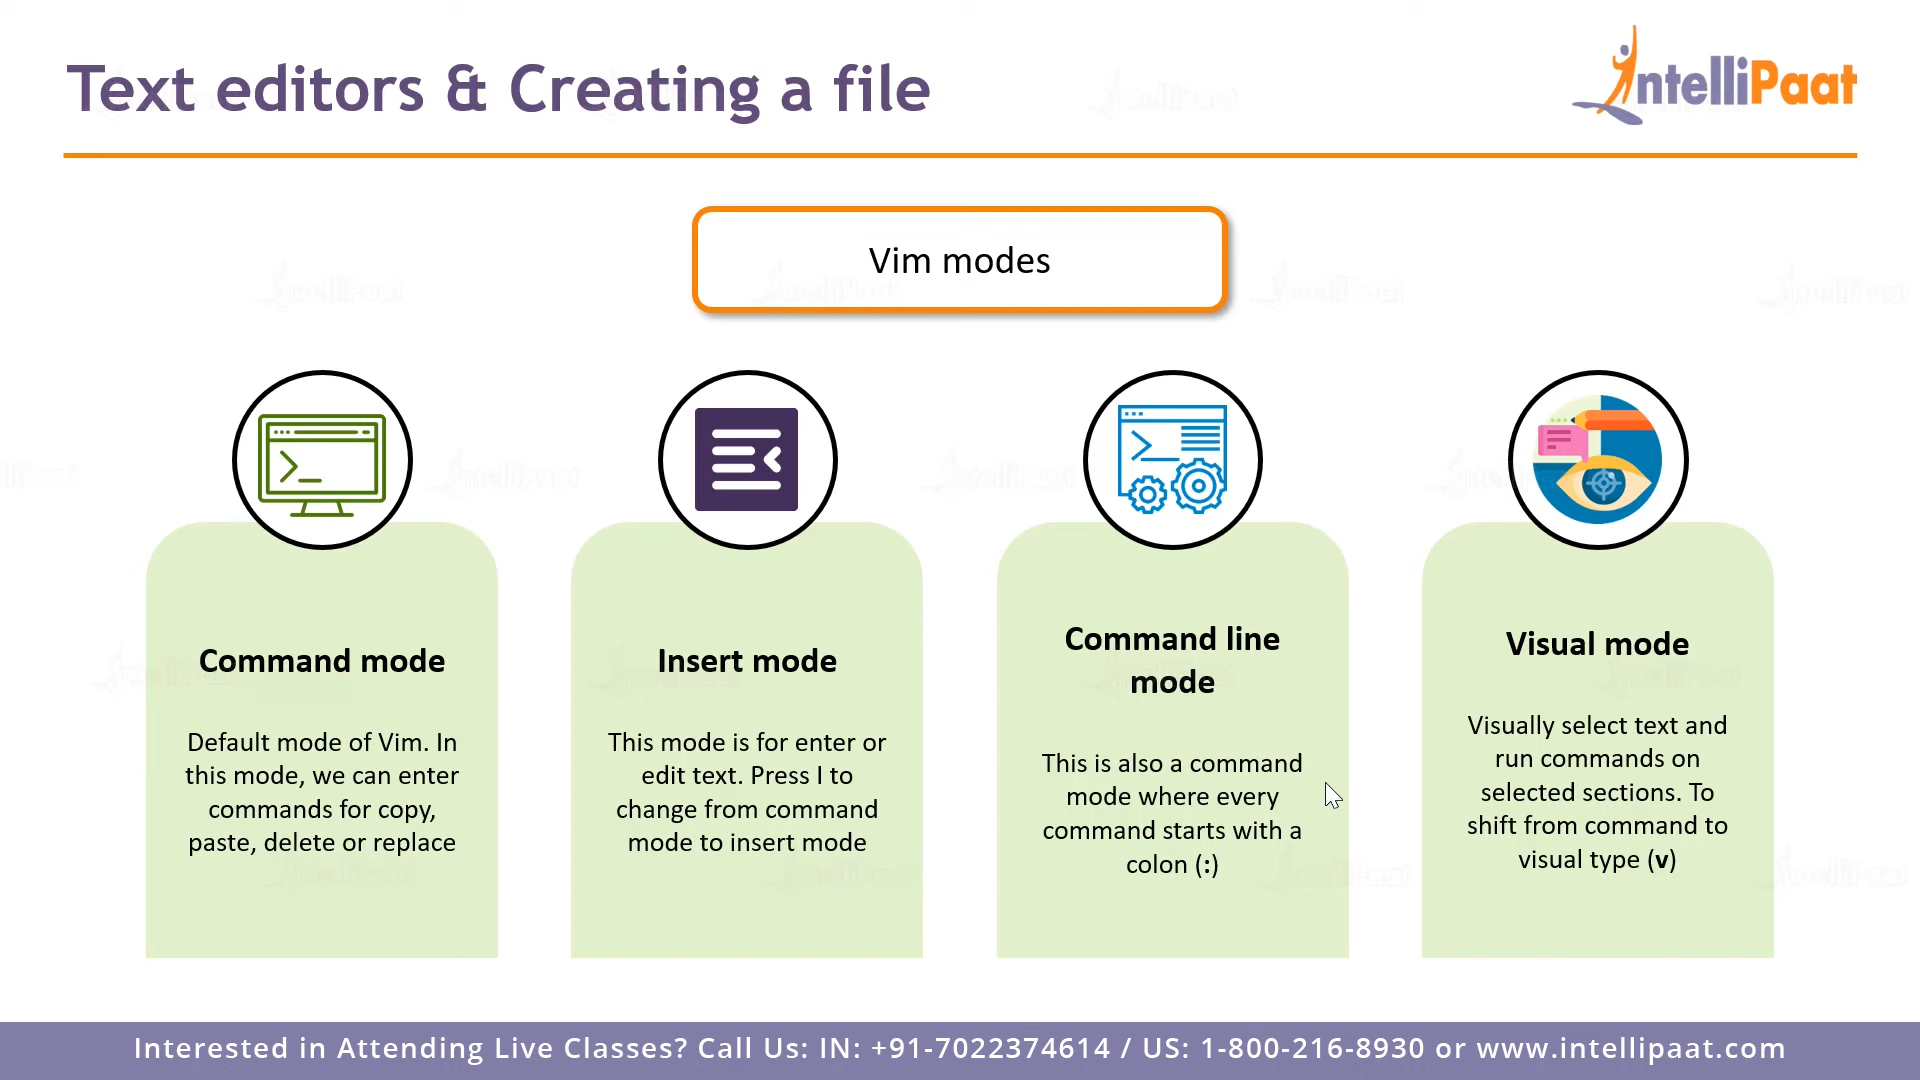 Text editors & Creating a file
IntelliPaat
Vim modes
Command mode
Default mode of Vim. In
this mode, we can enter
commands for copy,
paste, delete or replace
Insert mode
This mode is for enter or
edit text. Press I to
change from command
mode to insert mode
Command line
mode
This is also a command
mode where every
command starts with a
colon (:)
Visual mode
Visually select text and
run commands on
selected sections. To
shift from command to
visual type (v)
Interested in Attending Live Classes? Call Us: IN: +91-7022374614 / US: 1-800-216-8930 or www.intellipaat.com